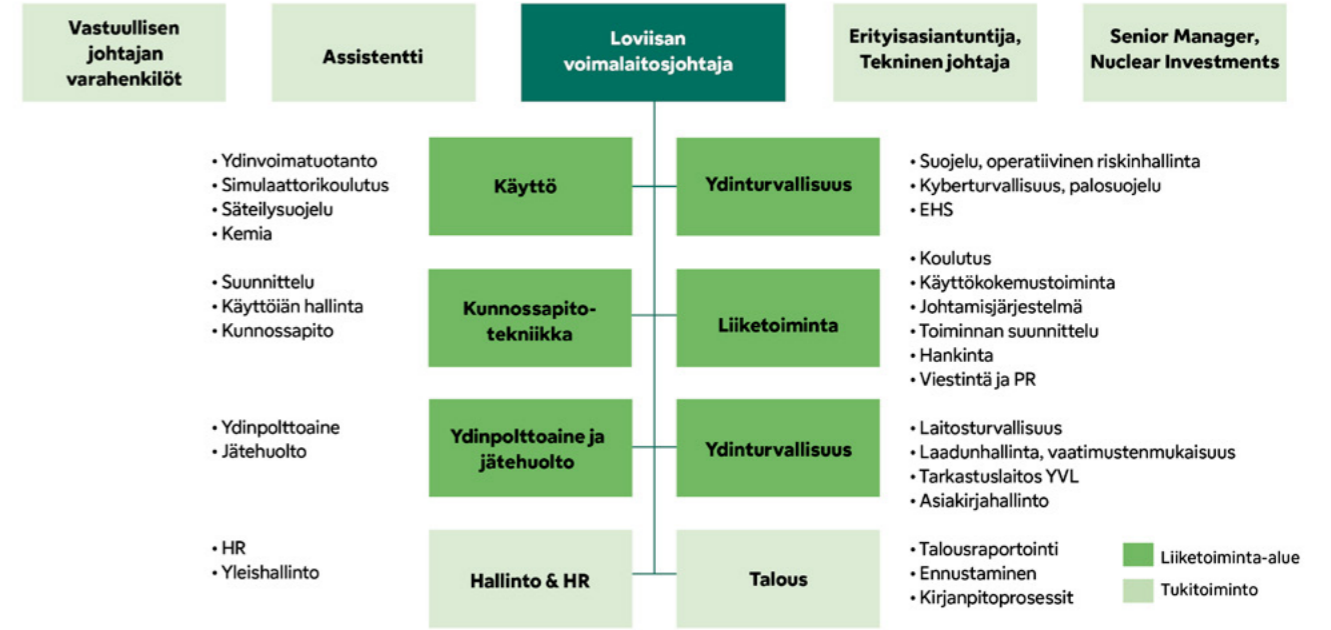 Vastuullisen
johtajan
varahenkilöt
Assistentti
Loviisan
voimalaitosjohtaja
Erityisasiantuntija,
Tekninen johtaja
Senior Manager,
Nuclear Investments
• Ydinvoimatuotanto
• Simulaattorikoulutus
• Säteilysuojelu
• Kemia
Käyttö
Ydinturvallisuus
• Suojelu, operatiivinen riskinhallinta
• Kyberturvallisuus, palosuojelu
• EHS
• Suunnittelu
• Käyttöiän hallinta
• Kunnossapito
Kunnossapito-
tekniikka
Liiketoiminta
• Koulutus
• Käyttökokemustoiminta
• Johtamisjärjestelmä
• Toiminnan suunnittelu
• Hankinta
• Viestintä ja PR
• Ydinpolttoaine
• Jätehuolto
Ydinpolttoaine ja
jätehuolto
Ydinturvallisuus
• Laitosturvallisuus
• Laadunhallinta, vaatimustenmukaisuus
• Tarkastuslaitos YVL
• Asiakirjahallinto
• HR
• Yleishallinto
Hallinto & HR
Talous
• Talousraportointi
• Ennustaminen
• Kirjanpitoprosessit
Liiketoiminta-alue
Tukitoiminto